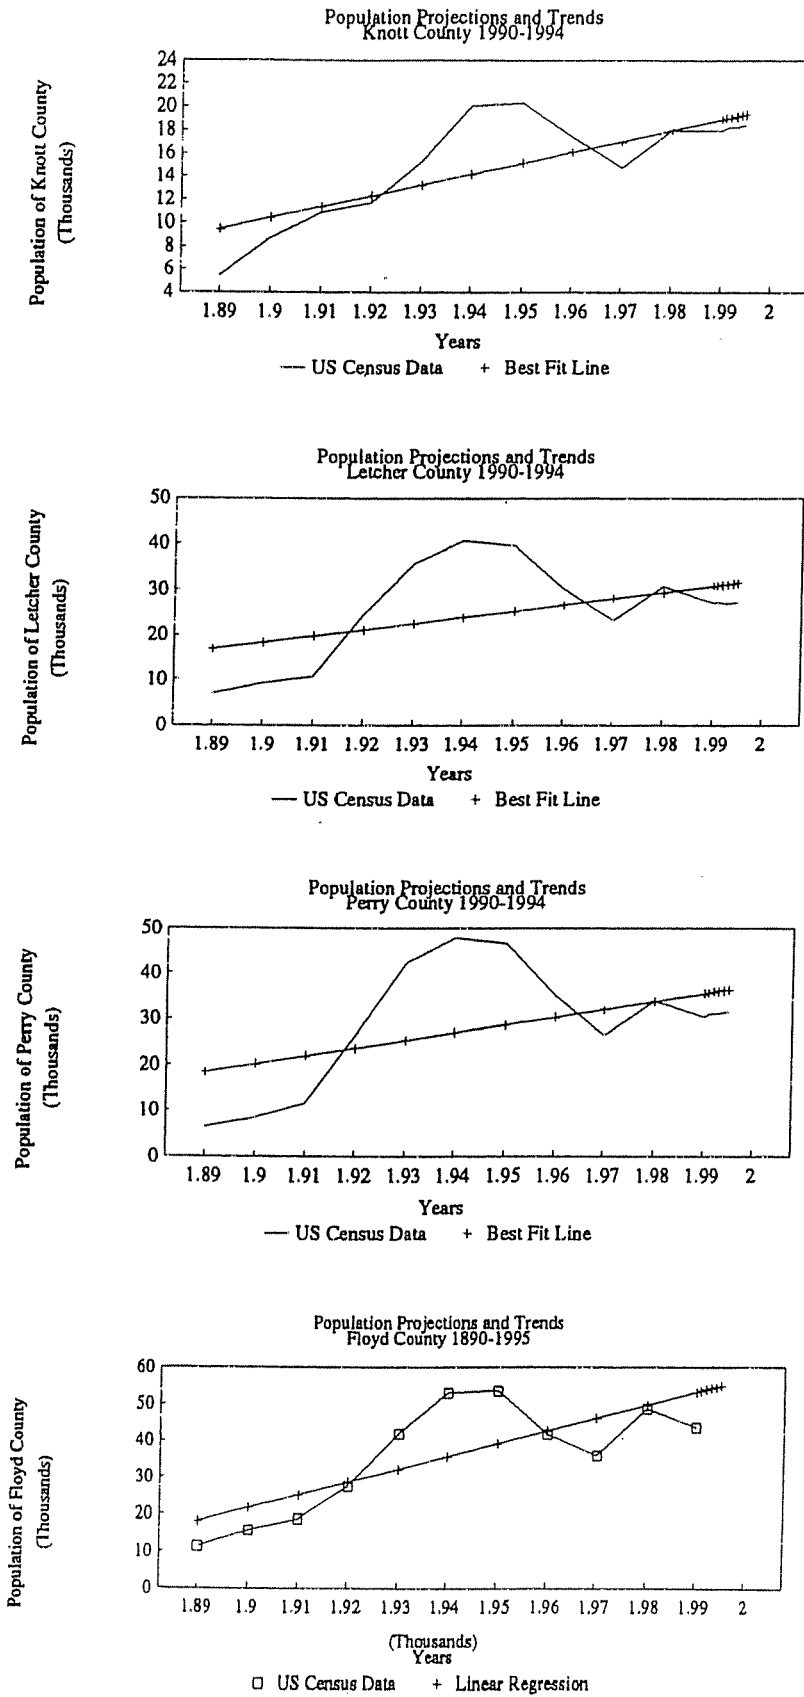 Population Projections and Trends
Knott County 1990-1994
Population of Knott County
(Thousands)
24
22
20
18
16
14
12
10
8
6
4
1.89 1.9 1.91 1.92 1.93 1.94 1.95 1.96 1.97 1.98 1.99 2
Years
US Census Data + Best Fit Line
Population Projections and Trends
Letcher County 1990-1994
Population of Letcher County
(Thousands)
50
40
30
20
10
0
1.89 1.9 1.91 1.92 1.93 1.94 1.95 1.96 1.97 1.98 1.99 2
Years
US Census Data + Best Fit Line
Population Projections and Trends
Perry County 1990-1994
Population of Perry County
(Thousands)
50
40
30
20
10
0
1.89 1.9 1.91 1.92 1.93 1.94 1.95 1.96 1.97 1.98 1.99 2
Years
US Census Data + Best Fit Line
Population Projections and Trends
Floyd County 1890-1995
Population of Floyd County
(Thousands)
60
50
40
30
20
10
0
1.89 1.9 1.91 1.92 1.93 1.94 1.95 1.96 1.97 1.98 1.99 2
(Thousands)
Years
US Census Data + Linear Regression